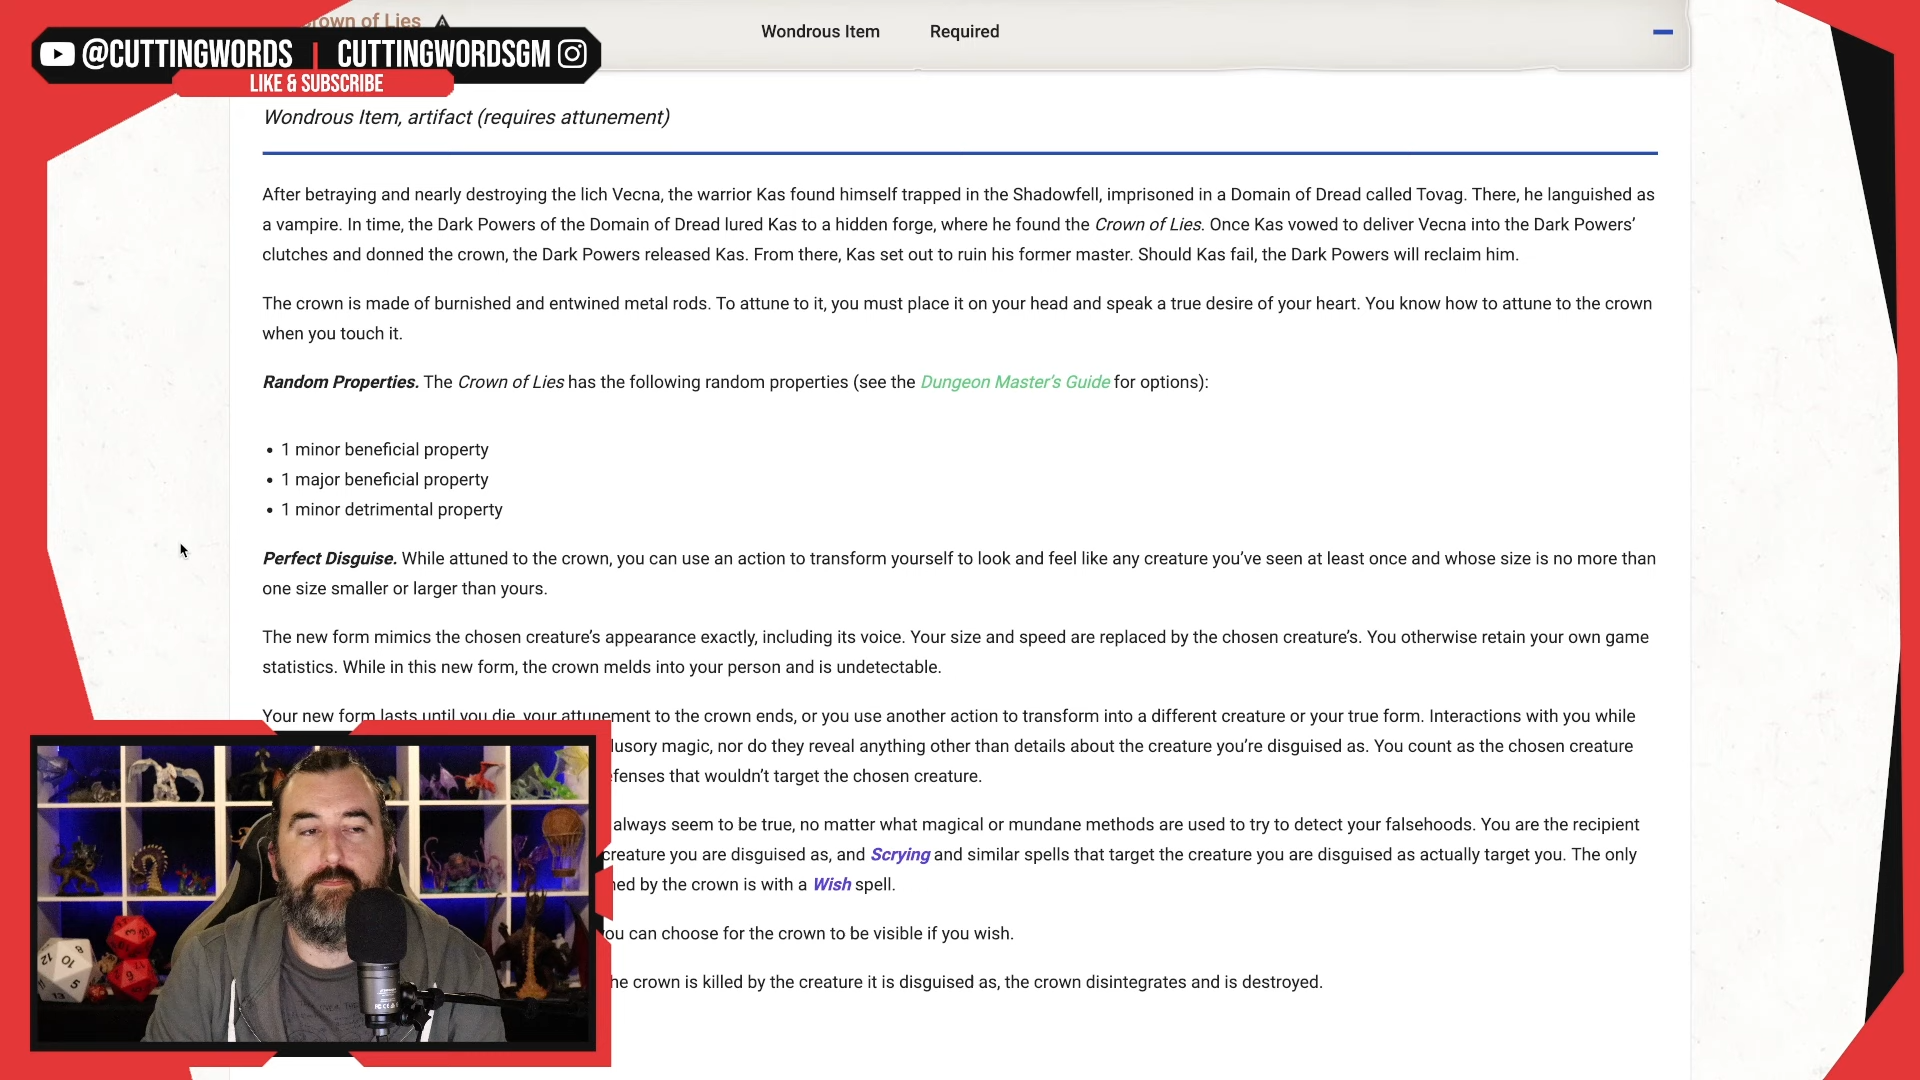 Crown of Lies
Wondrous Item
Required
@CUTTINGWORDS | CUTTINGWORDSGM
LIKE & SUBSCRIBE
Wondrous Item, artifact (requires attunement)
After betraying and nearly destroying the lich Vecna, the warrior Kas found himself trapped in the Shadowfell, imprisoned in a Domain of Dread called Tovag. There, he languished as
a vampire. In time, the Dark Powers of the Domain of Dread lured Kas to a hidden forge, where he found the Crown of Lies. Once Kas vowed to deliver Vecna into the Dark Powers’
clutches and donned the crown, the Dark Powers released Kas. From there, Kas set out to ruin his former master. Should Kas fail, the Dark Powers will reclaim him.
The crown is made of burnished and entwined metal rods. To attune to it, you must place it on your head and speak a true desire of your heart. You know how to attune to the crown
when you touch it.
Random Properties. The Crown of Lies has the following random properties (see the Dungeon Master’s Guide for options):
• 1 minor beneficial property
• 1 major beneficial property
• 1 minor detrimental property
Perfect Disguise. While attuned to the crown, you can use an action to transform yourself to look and feel like any creature you’ve seen at least once and whose size is no more than
one size smaller or larger than yours.
The new form mimics the chosen creature’s appearance exactly, including its voice. Your size and speed are replaced by the chosen creature’s. You otherwise retain your own game
statistics. While in this new form, the crown melds into your person and is undetectable.
Your new form lasts until you die, your attunement to the crown ends, or you use another action to transform into a different creature or your true form. Interactions with you while
lusory magic, nor do they reveal anything other than details about the creature you’re disguised as. You count as the chosen creature
efenses that wouldn’t target the chosen creature.
always seem to be true, no matter what magical or mundane methods are used to try to detect your falsehoods. You are the recipient
creature you are disguised as, and Scrying and similar spells that target the creature you are disguised as actually target you. The only
ned by the crown is with a Wish spell.
ou can choose for the crown to be visible if you wish.
he crown is killed by the creature it is disguised as, the crown disintegrates and is destroyed.